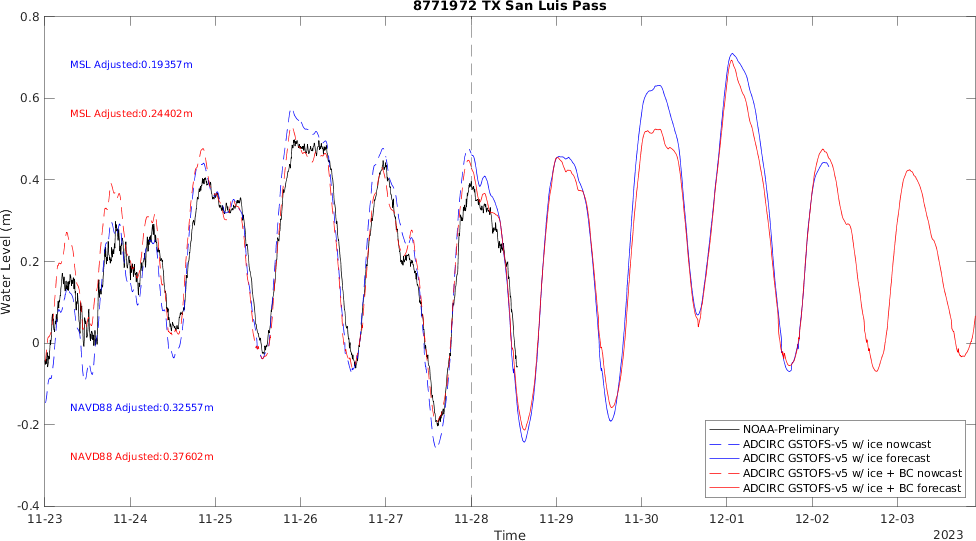 8771972 TX San Luis Pass
0.8
0.6
0.4
0.2
0
-0.2
-0.4
Water Level (m)
MSL Adjusted:0.19357m
MSL Adjusted:0.24402m
NAVD88 Adjusted:0.32557m
NAVD88 Adjusted:0.37602m
NOAA-Preliminary
ADCIRC GSTOFS-v5 w/ ice nowcast
ADCIRC GSTOFS-v5 w/ ice forecast
ADCIRC GSTOFS-v5 w/ ice + BC nowcast
ADCIRC GSTOFS-v5 w/ ice + BC forecast
11-23 11-24 11-25 11-26 11-27 11-28 11-29 11-30 12-01 12-02 12-03
Time
2023